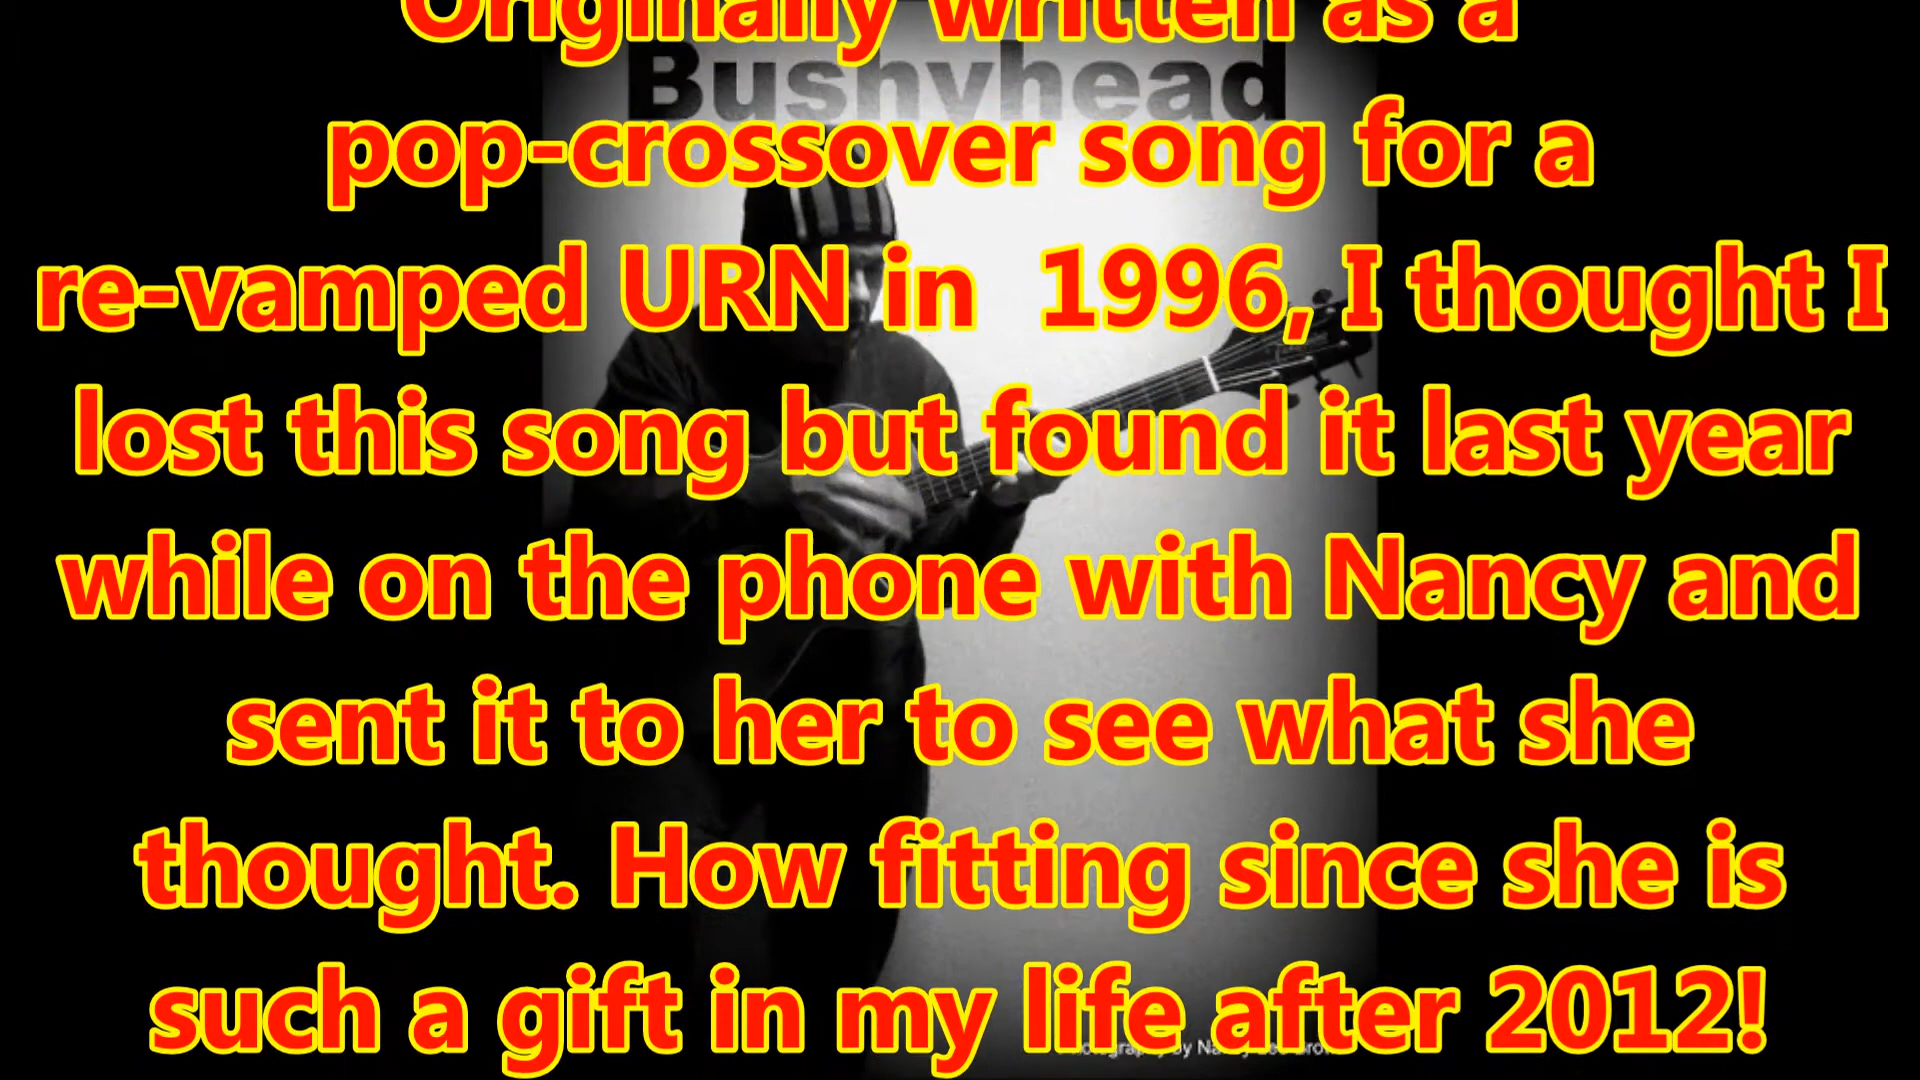 Originally written as a
Bushyhead
pop-crossover song for a
re-vamped URN in  1996, I thought I
lost this song but found it last year
while on the phone with Nancy and
sent it to her to see what she
thought. How fitting since she is
such a gift in my life after 2012!
by